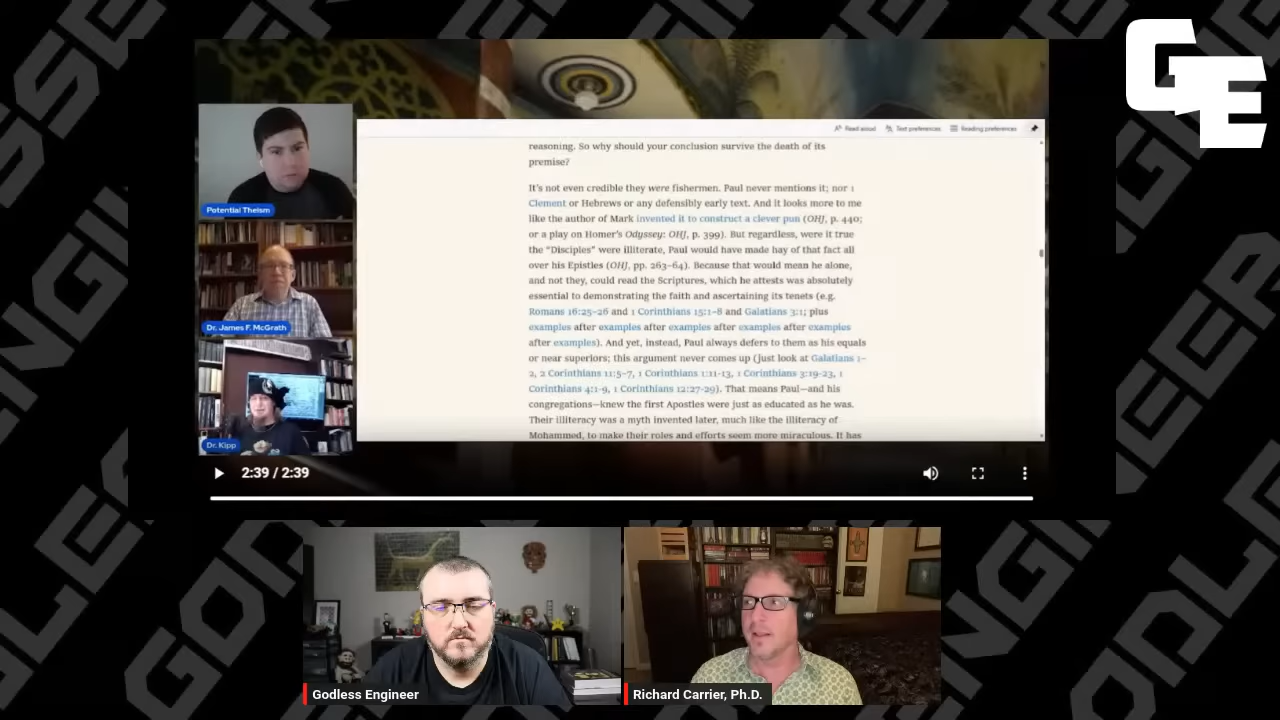 GE
Read aloud Text preferences Reading preferences
reasoning. So why should your conclusion survive the death of its
premise?
It's not even credible they were fishermen. Paul never mentions it; nor 1
Clement or Hebrews or any defensibly early text. And it looks more to me
like the author of Mark invented it to construct a clever pun (OHJ, p. 440;
or a play on Homer's Odyssey: OHJ, p. 399). But regardless, were it true
the “Disciples” were illiterate, Paul would have made hay of that fact all
over his Epistles (OHJ, pp. 263–64). Because that would mean he alone,
and not they, could read the Scriptures, which he attests was absolutely
essential to demonstrating the faith and ascertaining its tenets (e.g.
Romans 16:25–26 and 1 Corinthians 15:1–8 and Galatians 3:1; plus
examples after examples after examples after examples after examples
after examples). And yet, instead, Paul always defers to them as his equals
or near superiors; this argument never comes up (just look at Galatians 1–
2, 2 Corinthians 11:5–7, 1 Corinthians 1:11-13, 1 Corinthians 3:19-23, 1
Corinthians 4:1-9, 1 Corinthians 12:27-29). That means Paul—and his
congregations—knew the first Apostles were just as educated as he was.
Their illiteracy was a myth invented later, much like the illiteracy of
Mohammed, to make their roles and efforts seem more miraculous. It has
Potential Theism
Dr. James F. McGrath
Dr. Kipp
2:39 / 2:39
Godless Engineer
Richard Carrier, Ph.D.